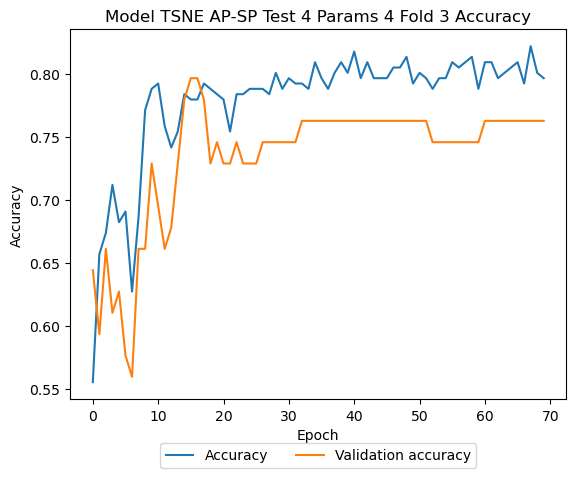 Model TSNE AP-SP Test 4 Params 4 Fold 3 Accuracy
Accuracy
0.80
0.75
0.70
0.65
0.60
0.55
0 10 20 30 40 50 60 70
Epoch
Accuracy Validation accuracy